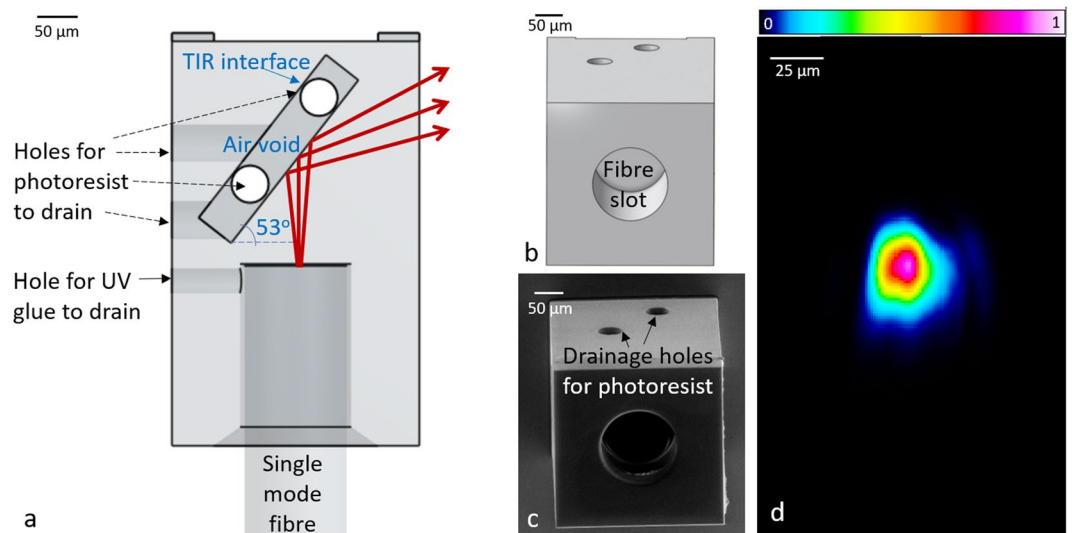 50 µm
TIR interface
Holes for
photoresist
to drain
Air void
53º
Hole for UV
glue to drain
Single
mode
fibre
a
50 µm
Fibre
slot
b
50 µm
Drainage holes
for photoresist
c
0 1
25 µm
d